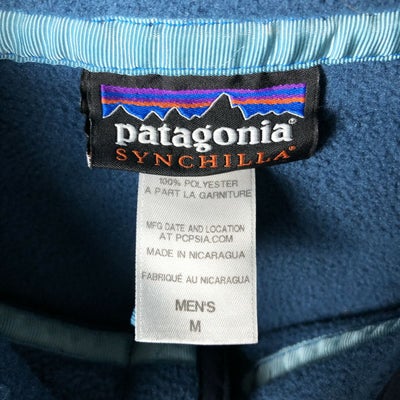 patagonia®
SYNCHILLA®
100% POLYESTER
A PART LA GARNITURE
MFG DATE AND LOCATION
AT PCPSIA.COM
MADE IN NICARAGUA
FABRIQUÉ AU NICARAGUA
MEN'S
M